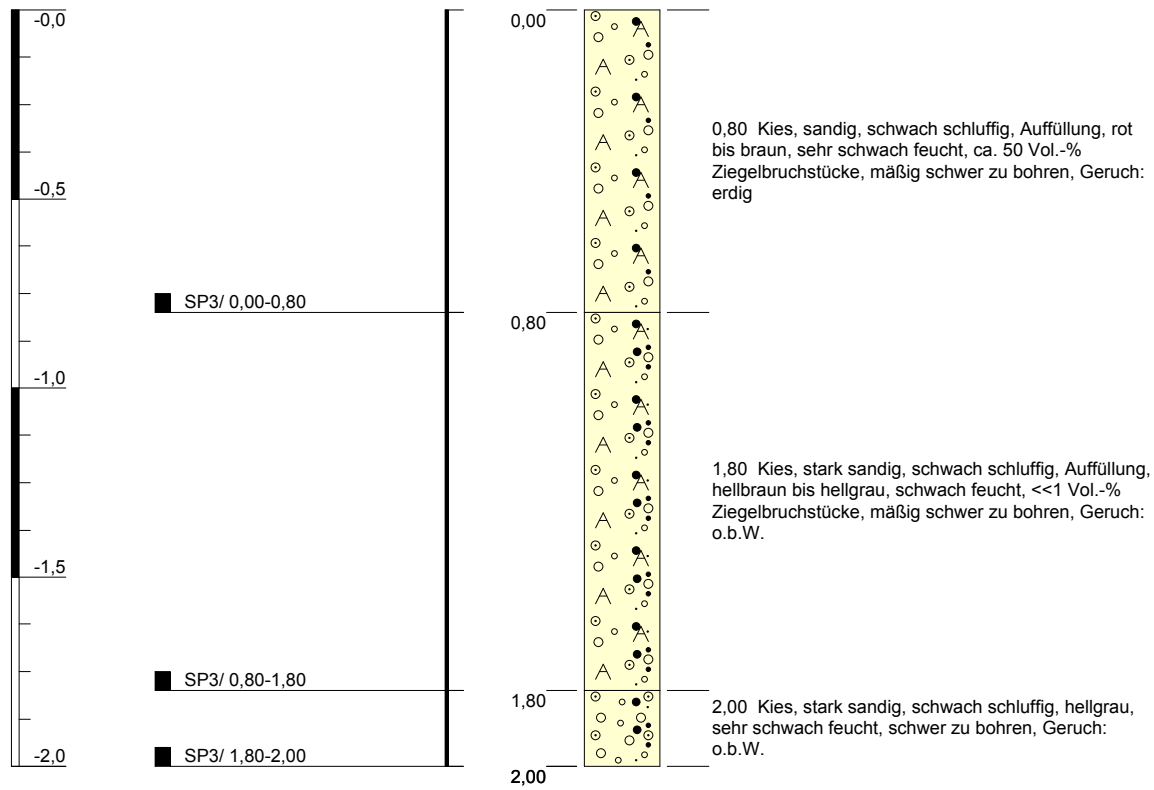 -0,0
0,00
0,80 Kies, sandig, schwach schluffig, Auffüllung, rot
bis braun, sehr schwach feucht, ca. 50 Vol.-%
Ziegelbruchstücke, mäßig schwer zu bohren, Geruch:
erdig
-0,5
SP3/ 0,00-0,80
0,80
-1,0
1,80 Kies, stark sandig, schwach schluffig, Auffüllung,
hellbraun bis hellgrau, schwach feucht, <<1 Vol.-%
Ziegelbruchstücke, mäßig schwer zu bohren, Geruch:
o.b.W.
-1,5
SP3/ 0,80-1,80
1,80
2,00 Kies, stark sandig, schwach schluffig, hellgrau,
sehr schwach feucht, schwer zu bohren, Geruch:
o.b.W.
-2,0
SP3/ 1,80-2,00
2,00